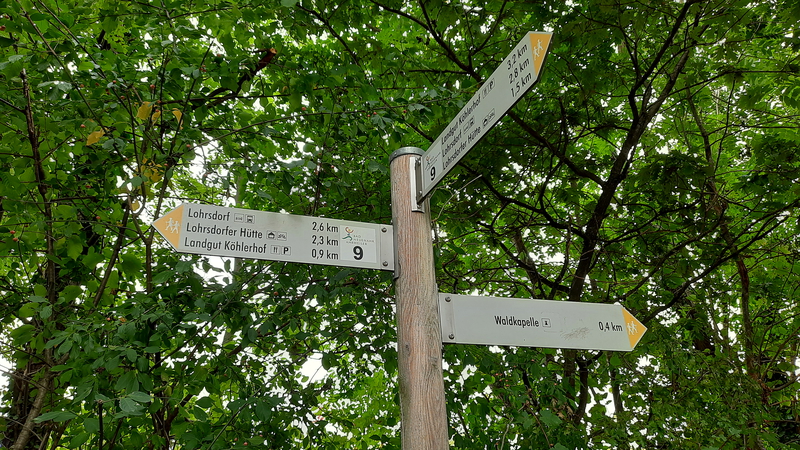 Lohrsdorf 2,6 km
Lohrsdorfer Hütte 2,3 km
Landgut Köhlerhof P 0,9 km
9
Landgut Köhlerhof P 3,2 km
Lohrsdorf 2,8 km
Lohrsdorfer Hütte 1,5 km
9
Waldkapelle 0,4 km